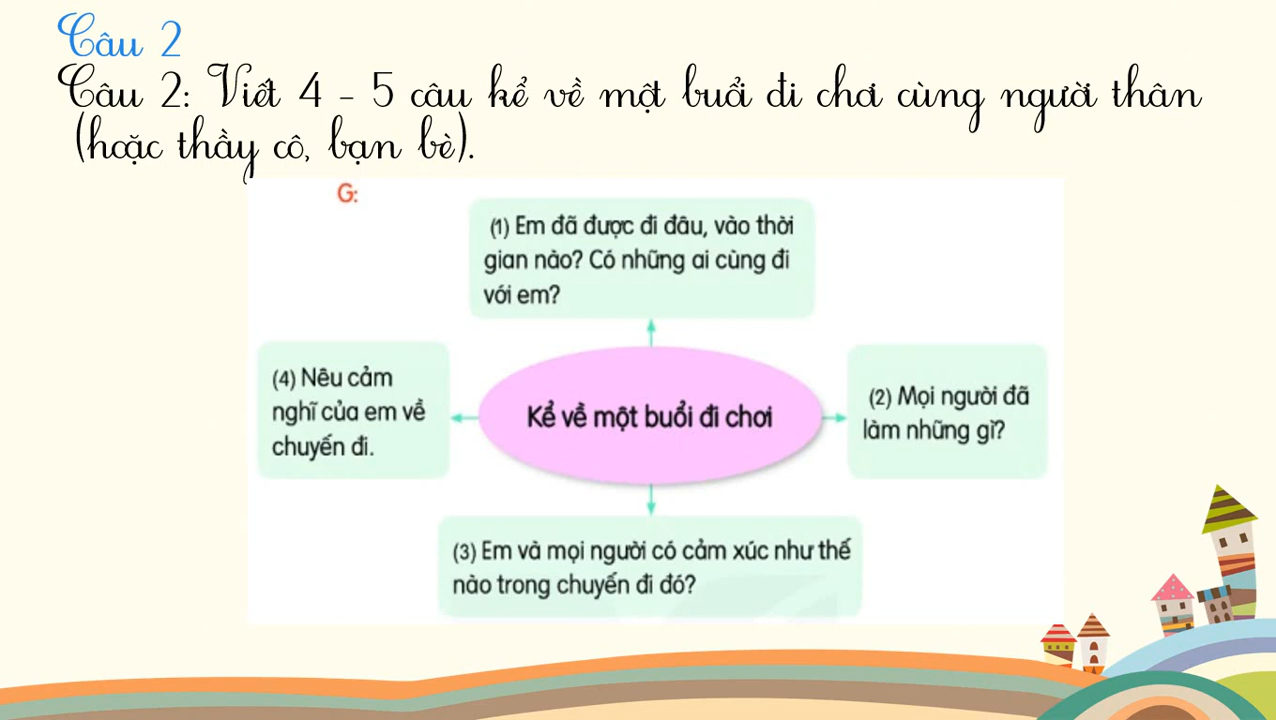 Câu 2
Câu 2: Viết 4 - 5 câu kể về một buổi đi chơi cùng người thân
(hoặc thầy cô, bạn bè).
G:
(1) Em đã được đi đâu, vào thời
gian nào? Có những ai cùng đi
với em?
(2) Mọi người đã
làm những gì?
(3) Em và mọi người có cảm xúc như thế
nào trong chuyến đi đó?
(4) Nêu cảm
nghĩ của em về
chuyến đi.
Kể về một buổi đi chơi